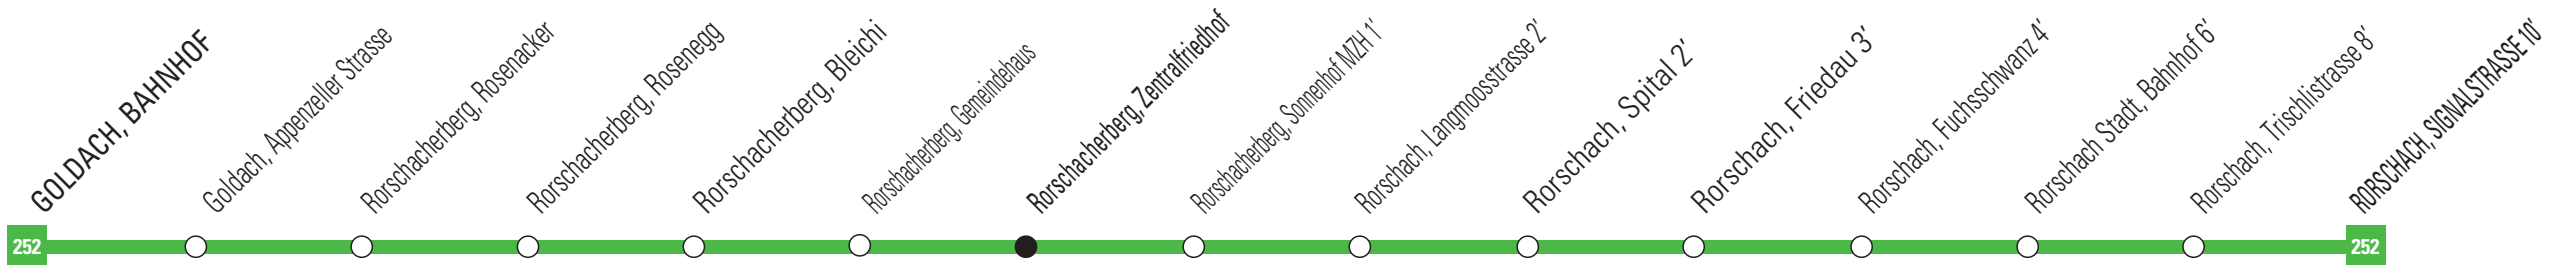 GOLDACH, BAHNHOF
Goldach, Appenzeller Strasse
Rorschacherberg, Rosenacker
Rorschacherberg, Rosenegg
Rorschacherberg, Bleichi
Rorschacherberg, Gemeindehaus
Rorschacherberg, Zentralfriedhof
Rorschacherberg, Sonnenhof MZH 1'
Rorschach, Langmoosstrasse 2'
Rorschach, Spital 2'
Rorschach, Friedau 3'
Rorschach, Fuchsschwanz 4'
Rorschach Stadt, Bahnhof 6'
Rorschach, Trischlistrasse 8'
RORSCHACH, SIGNALSTRASSE 10'
252
252